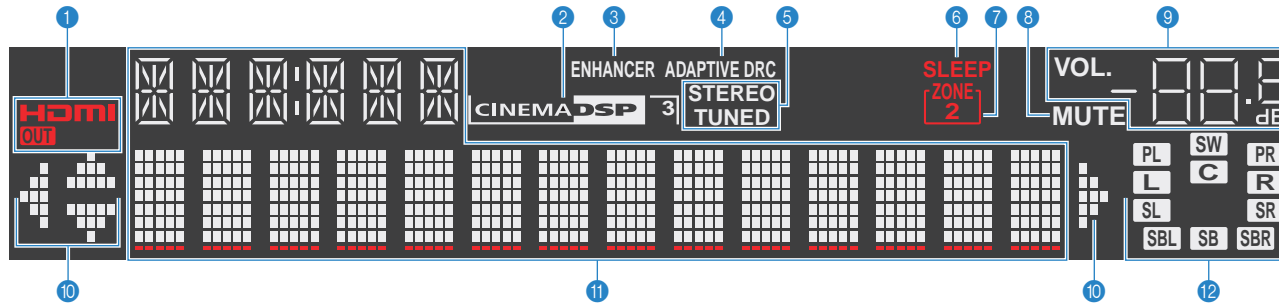 1 2 3 4 5 6 7 8 9
HDMI OUT
ENHANCER ADAPTIVE DRC
CINEMA DSP 3
STEREO
TUNED
SLEEP
ZONE
2
VOL.
MUTE
dB
PL SW PR
L C R
SL SR
SBL SB SBR
10 11 10 12